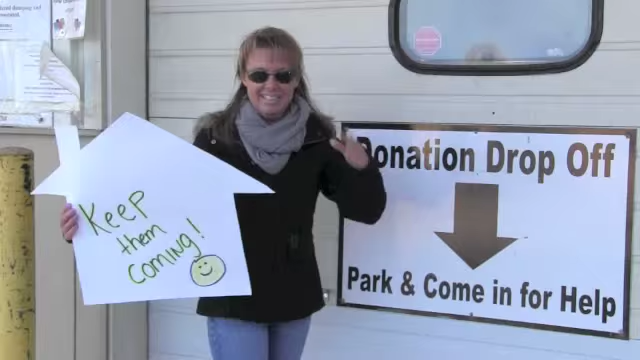 Keep
them
coming!
Donation Drop Off
Park & Come in for Help